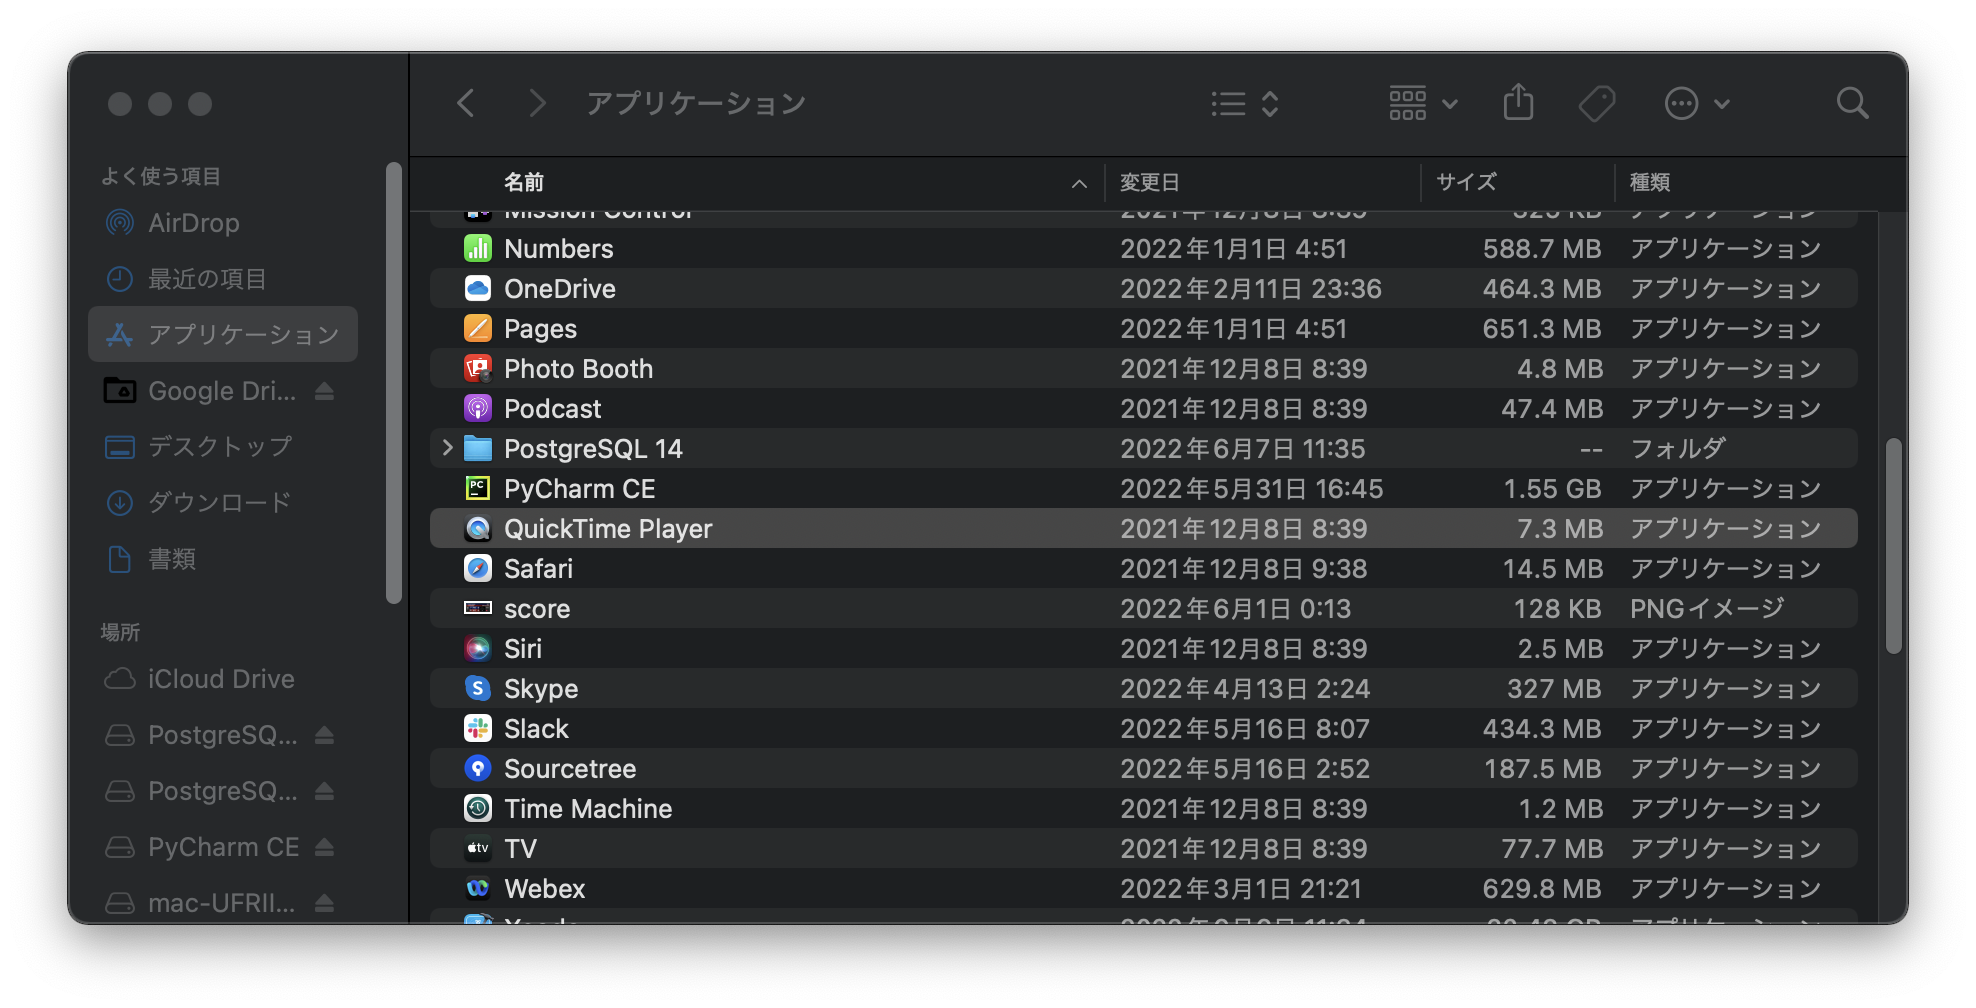 アプリケーション
よく使う項目
AirDrop
最近の項目
アプリケーション
Google Dri...
デスクトップ
ダウンロード
書類
場所
iCloud Drive
PostgreSQ...
PostgreSQ...
PyCharm CE
mac-UFRII...
名前 変更日 サイズ 種類
Mission Control 2021年12月8日 8:39 アプリケーション
Numbers 2022年1月1日 4:51 588.7 MB アプリケーション
OneDrive 2022年2月11日 23:36 464.3 MB アプリケーション
Pages 2022年1月1日 4:51 651.3 MB アプリケーション
Photo Booth 2021年12月8日 8:39 4.8 MB アプリケーション
Podcast 2021年12月8日 8:39 47.4 MB アプリケーション
PostgreSQL 14 2022年6月7日 11:35 -- フォルダ
PC PyCharm CE 2022年5月31日 16:45 1.55 GB アプリケーション
QuickTime Player 2021年12月8日 8:39 7.3 MB アプリケーション
Safari 2021年12月8日 9:38 14.5 MB アプリケーション
score 2022年6月1日 0:13 128 KB PNGイメージ
Siri 2021年12月8日 8:39 2.5 MB アプリケーション
S Skype 2022年4月13日 2:24 327 MB アプリケーション
Slack 2022年5月16日 8:07 434.3 MB アプリケーション
Sourcetree 2022年5月16日 2:52 187.5 MB アプリケーション
Time Machine 2021年12月8日 8:39 1.2 MB アプリケーション
tv TV 2021年12月8日 8:39 77.7 MB アプリケーション
Webex 2022年3月1日 21:21 629.8 MB アプリケーション